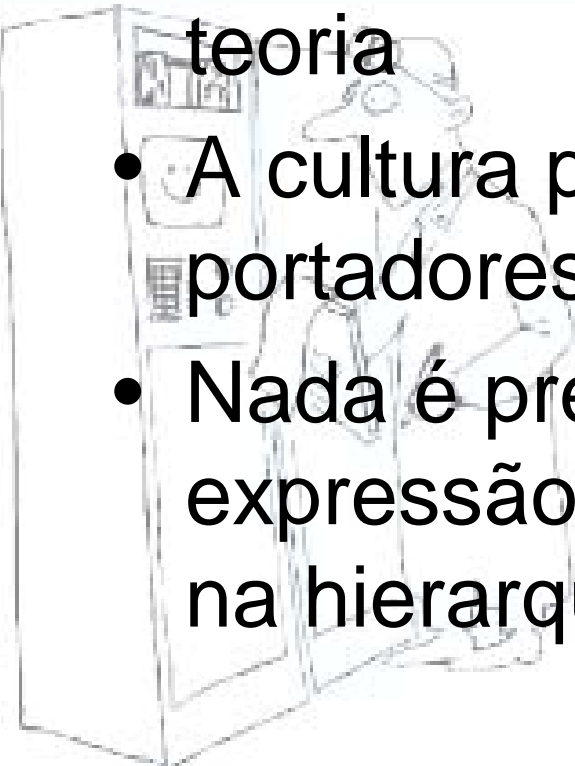 teoria
• A cultura p
portadores
• Nada é pre
expressão
na hierarqu